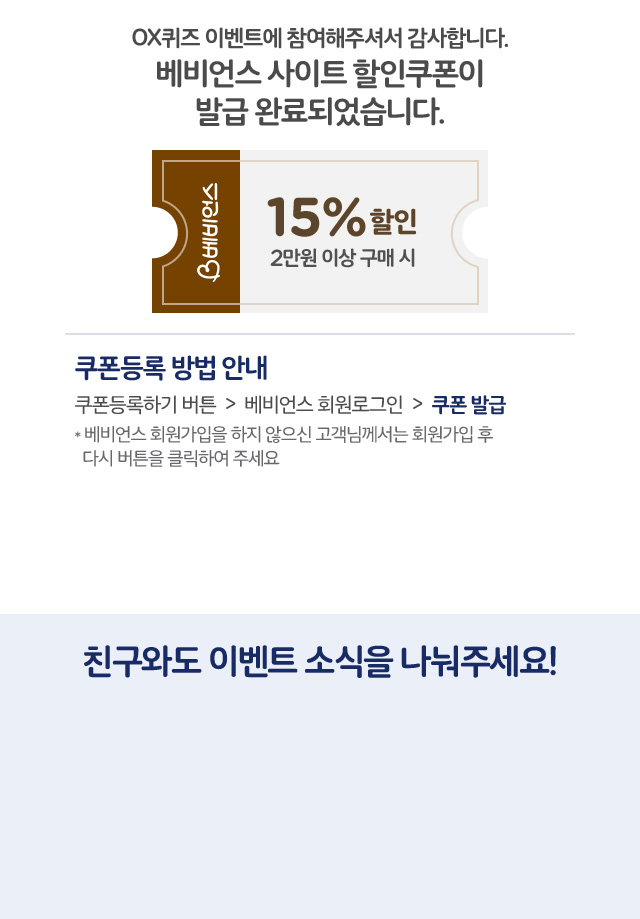 OX퀴즈 이벤트에 참여해주셔서 감사합니다.
베비언스 사이트 할인쿠폰이
발급 완료되었습니다.
베비언스
15% 할인
2만원 이상 구매 시
쿠폰등록 방법 안내
쿠폰등록하기 버튼 > 베비언스 회원로그인 > 쿠폰 발급
* 베비언스 회원가입을 하지 않으신 고객님께서는 회원가입 후
다시 버튼을 클릭하여 주세요
친구와도 이벤트 소식을 나눠주세요!